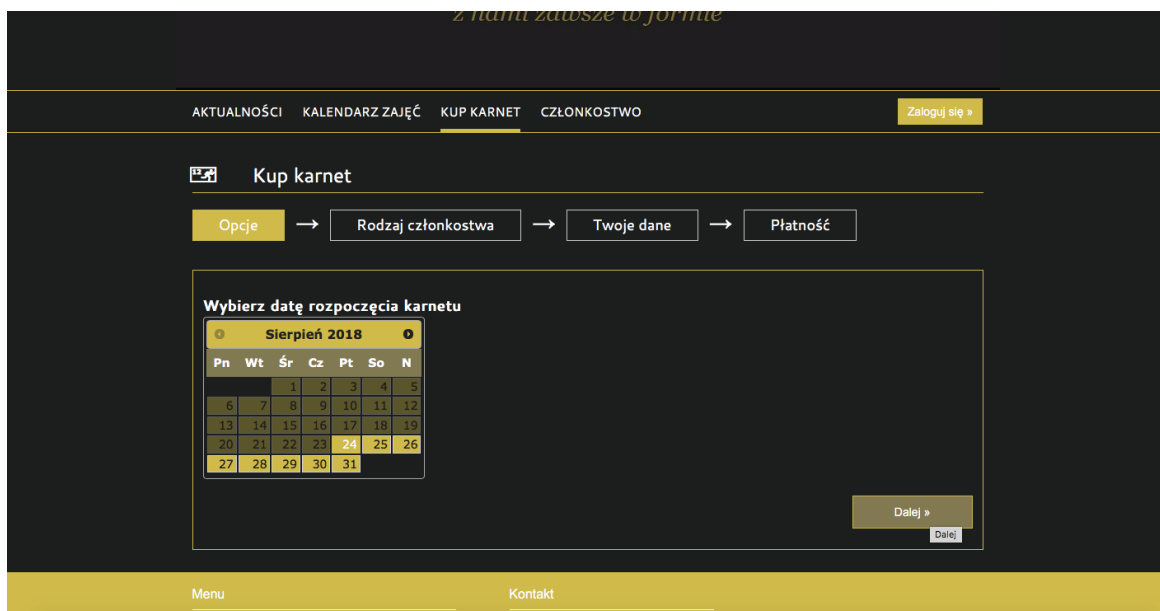 z nami zawsze w formie
AKTUALNOŚCI KALENDARZ ZAJĘĆ KUP KARNET CZŁONKOSTWO Zaloguj się »
Kup karnet
Opcje → Rodzaj członkostwa → Twoje dane → Płatność
Wybierz datę rozpoczęcia karnetu
Sierpień 2018
Pn Wt Śr Cz Pt So N
1 2 3 4 5
6 7 8 9 10 11 12
13 14 15 16 17 18 19
20 21 22 23 24 25 26
27 28 29 30 31
Dalej »
Dalej
Menu Kontakt